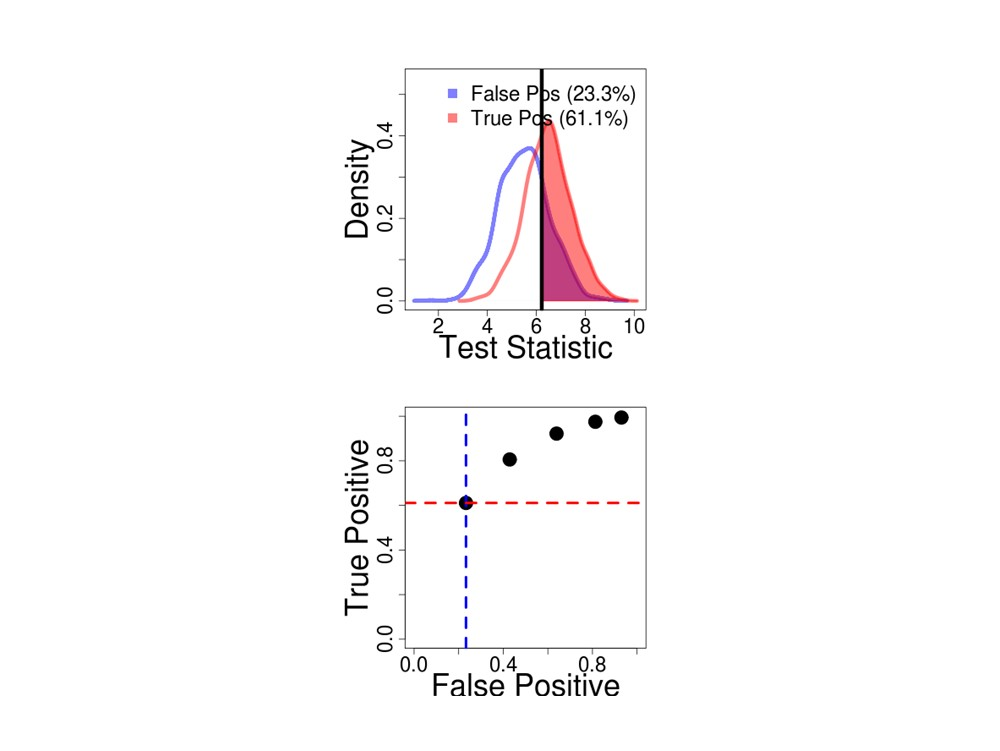 False Pos (23.3%)
True Pos (61.1%)
Density
0.0 0.2 0.4
2 4 6 8 10
Test Statistic
True Positive
0.0 0.4 0.8
0.0 0.4 0.8
False Positive